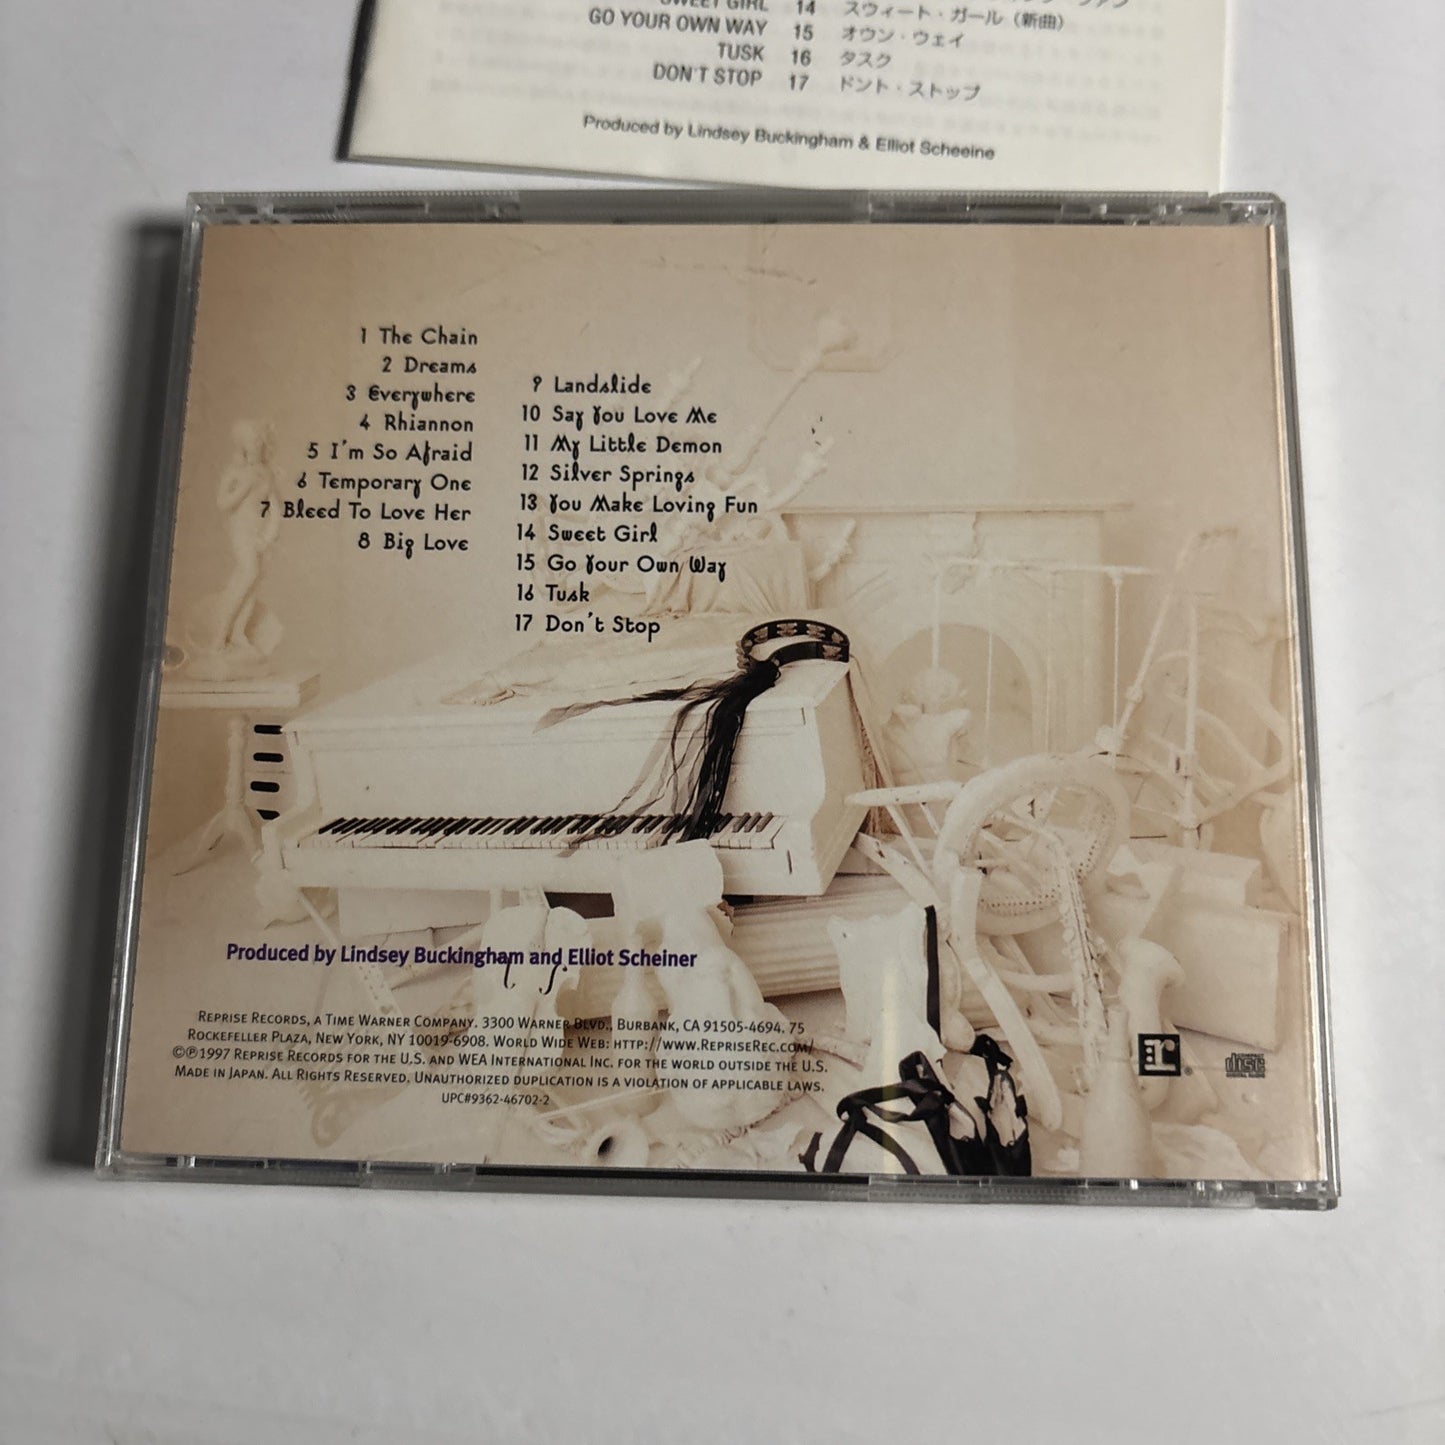 SWEET GIRL 14 スウィート・ガール（新曲）
GO YOUR OWN WAY 15 オウン・ウェイ
TUSK 16 タスク
DON'T STOP 17 ドント・ストップ
Produced by Lindsey Buckingham & Elliot Scheeine
1 The Chain
2 Dreams
3 Everywhere
4 Rhiannon
5 I'm So Afraid
6 Temporary One
7 Bleed To Love Her
8 Big Love
9 Landslide
10 Say You Love Me
11 My Little Demon
12 Silver Springs
13 You Make Loving Fun
14 Sweet Girl
15 Go Your Own Way
16 Tusk
17 Don't Stop
Produced by Lindsey Buckingham and Elliot Scheiner
Reprise Records, a Time Warner Company. 3300 Warner Blvd., Burbank, CA 91505-4694. 75
Rockefeller Plaza, New York, NY 10019-6908. World Wide Web: http://www.RepriseRec.com/
©℗1997 Reprise Records for the U.S. and WEA International Inc. for the world outside the U.S.
Made in Japan. All Rights Reserved. Unauthorized duplication is a violation of applicable laws.
UPC#9362-46702-2
:r ®
COMPACT disc DIGITAL AUDIO